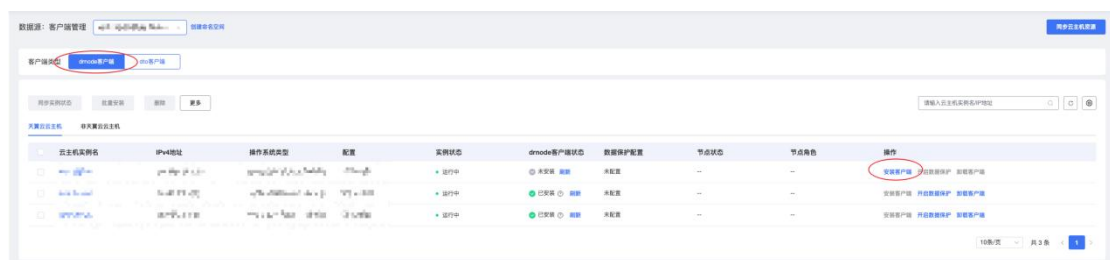 数据源：客户端管理 创建命名空间 同步云主机资源
客户端类型 dmode客户端 dto客户端
同步实例状态 批量安装 删除 更多 请输入云主机实例名/IP地址
天翼云云主机 非天翼云云主机
云主机实例名 IPv4地址 操作系统类型 配置 实例状态 dmode客户端状态 数据保护配置 节点状态 节点角色 操作
运行中 未安装 刷新 未配置 -- -- 安装客户端 开启数据保护 卸载客户端
运行中 已安装 刷新 未配置 -- -- 安装客户端 开启数据保护 卸载客户端
运行中 已安装 刷新 未配置 -- -- 安装客户端 开启数据保护 卸载客户端
10条/页 共 3 条 1